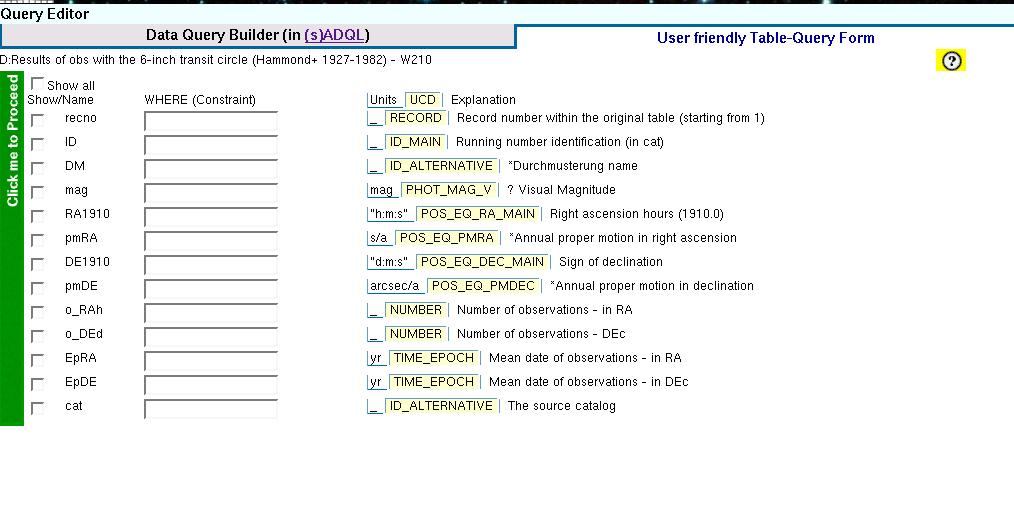 Query Editor
Data Query Builder (in (s)ADQL)
User friendly Table-Query Form
D:Results of obs with the 6-inch transit circle (Hammond+ 1927-1982) - W210
?
Click me to Proceed
Show all
Show/Name WHERE (Constraint) Units UCD Explanation
recno _ RECORD Record number within the original table (starting from 1)
ID _ ID_MAIN Running number identification (in cat)
DM _ ID_ALTERNATIVE *Durchmusterung name
mag mag PHOT_MAG_V ? Visual Magnitude
RA1910 "h:m:s" POS_EQ_RA_MAIN Right ascension hours (1910.0)
pmRA s/a POS_EQ_PMRA *Annual proper motion in right ascension
DE1910 "d:m:s" POS_EQ_DEC_MAIN Sign of declination
pmDE arcsec/a POS_EQ_PMDEC *Annual proper motion in declination
o_RAh _ NUMBER Number of observations - in RA
o_DEd _ NUMBER Number of observations - DEc
EpRA yr TIME_EPOCH Mean date of observations - in RA
EpDE yr TIME_EPOCH Mean date of observations - in DEc
cat _ ID_ALTERNATIVE The source catalog